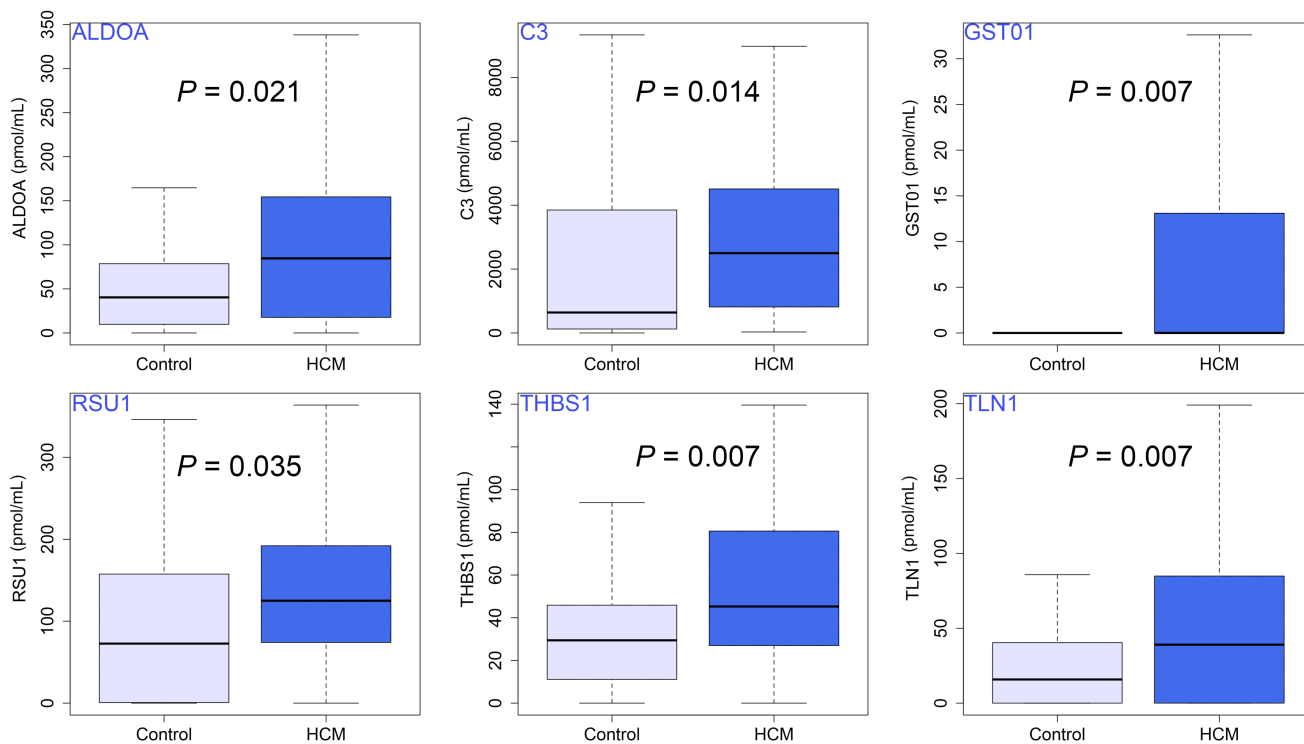 ALDOA
P = 0.021
ALDOA (pmol/mL)
350
300
250
200
150
100
50
0
Control
HCM
C3
P = 0.014
C3 (pmol/mL)
8000
6000
4000
2000
0
Control
HCM
GST01
P = 0.007
GST01 (pmol/mL)
30
25
20
15
10
5
0
Control
HCM
RSU1
P = 0.035
RSU1 (pmol/mL)
300
200
100
0
Control
HCM
THBS1
P = 0.007
THBS1 (pmol/mL)
140
100
80
60
40
20
0
Control
HCM
TLN1
P = 0.007
TLN1 (pmol/mL)
200
150
100
50
0
Control
HCM